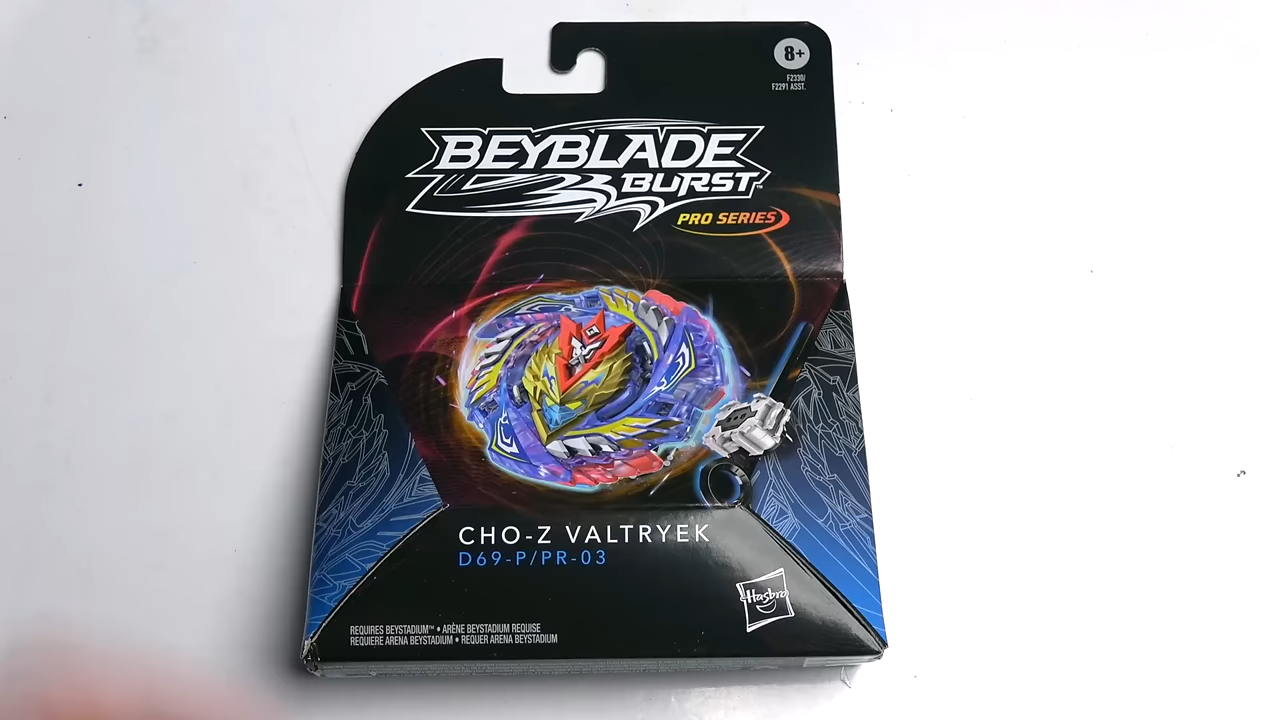 8+
F2330/
F2291 ASST.
BEYBLADE
BURST™
PRO SERIES
CHO-Z VALTRYEK
D69-P/PR-03
Hasbro
REQUIRES BEYSTADIUM™ • ARÈNE BEYSTADIUM REQUISE
REQUIERE ARENA BEYSTADIUM • REQUER ARENA BEYSTADIUM